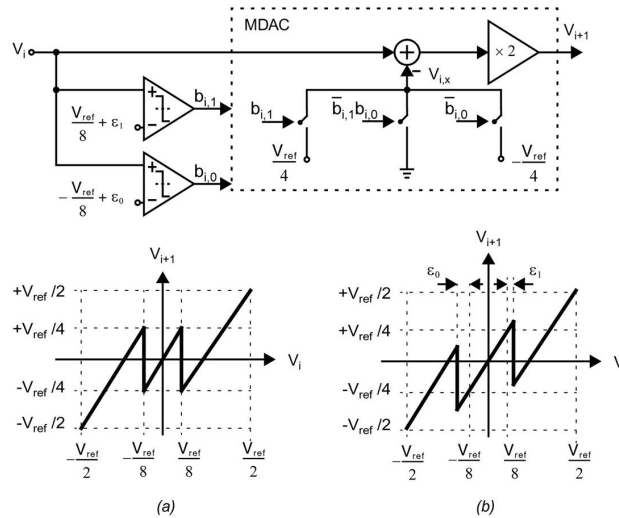 MDAC
V_i
V_{i+1}
× 2
V_{i,x}
−
+
−
b_{i,1}
V_ref/8 + ε_1
b_{i,1}
b̅_{i,1}b_{i,0}
b̅_{i,0}
+
−
b_{i,0}
−V_ref/8 + ε_0
V_ref/4
−V_ref/4
V_{i+1}
+V_ref/2
+V_ref/4
−V_ref/4
−V_ref/2
V_i
−V_ref/2
−V_ref/8
V_ref/8
V_ref/2
(a)
V_{i+1}
ε_0
ε_1
+V_ref/2
+V_ref/4
−V_ref/4
−V_ref/2
V
−V_ref/2
−V_ref/8
V_ref/8
V_ref/2
(b)